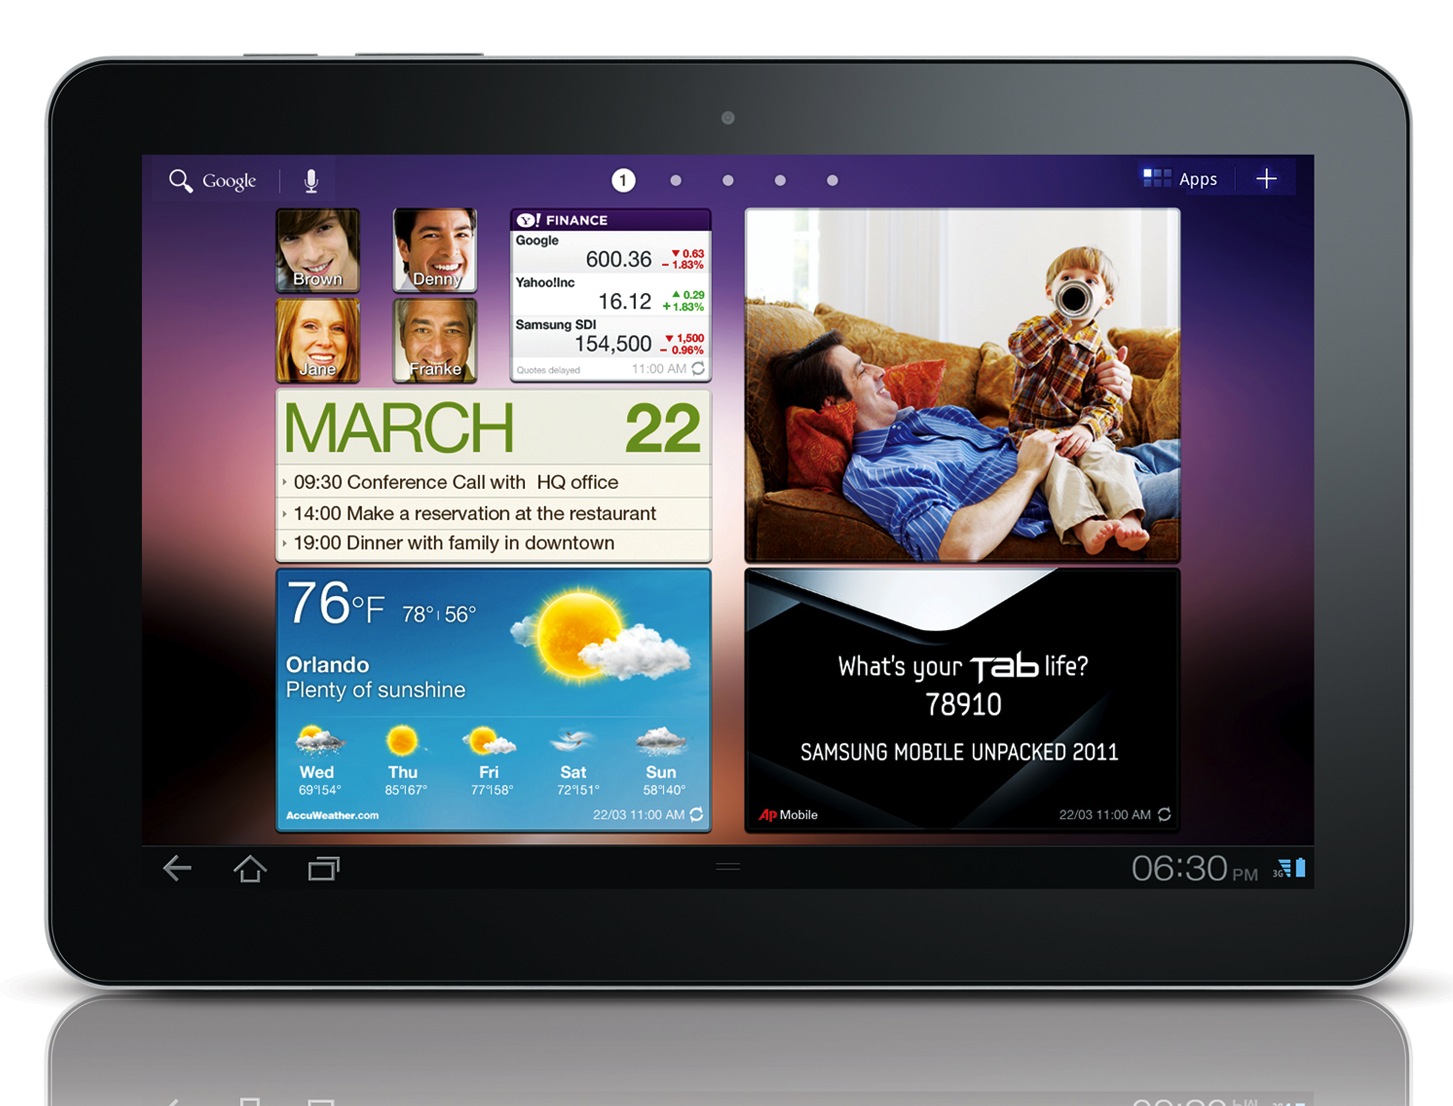 Google
1
Apps
Brown
Denny
Jane
Franke
Y! FINANCE
Google
600.36
▼ 0.63
− 1.83%
Yahoo!Inc
16.12
▲ 0.29
+ 1.83%
Samsung SDI
154,500
▼ 1,500
− 0.96%
Quotes delayed
11:00 AM
MARCH 22
09:30 Conference Call with HQ office
14:00 Make a reservation at the restaurant
19:00 Dinner with family in downtown
76°F 78° 56°
Orlando
Plenty of sunshine
Wed Thu Fri Sat Sun
69°|54° 85°|67° 77°|58° 72°|51° 58°|40°
AccuWeather.com 22/03 11:00 AM
What's your Tab life?
78910
SAMSUNG MOBILE UNPACKED 2011
Ap Mobile 22/03 11:00 AM
06:30 PM 3G